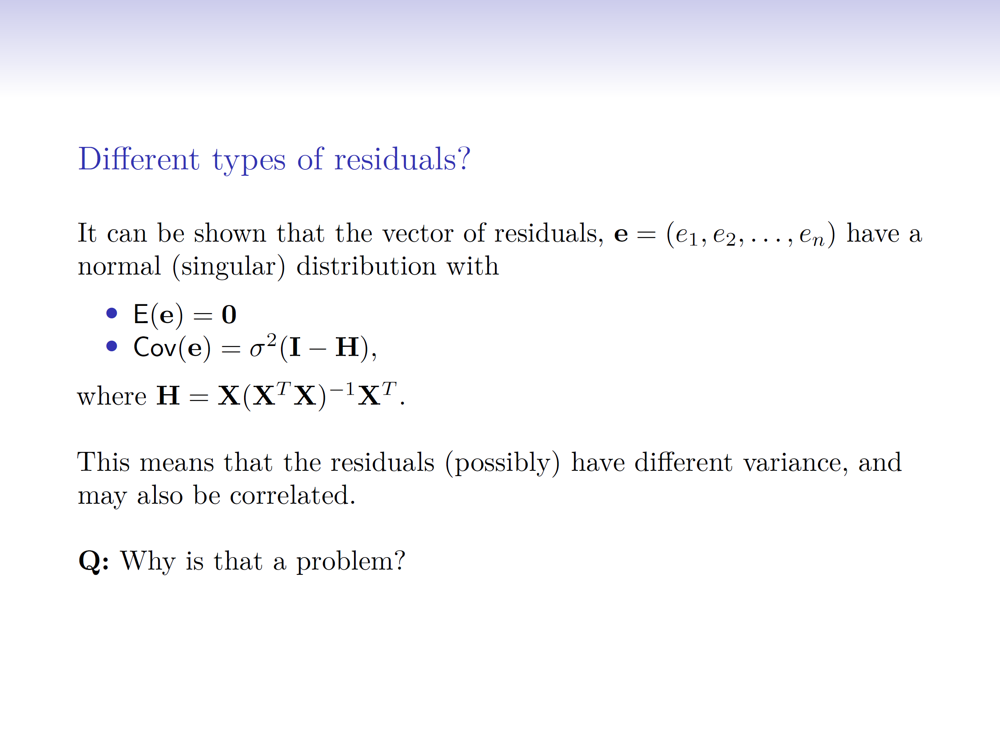 Different types of residuals?
It can be shown that the vector of residuals, $\mathbf{e} = (e_1, e_2, \ldots, e_n)$ have a
normal (singular) distribution with
• $\mathsf{E}(\mathbf{e}) = \mathbf{0}$
• $\mathsf{Cov}(\mathbf{e}) = \sigma^2(\mathbf{I} - \mathbf{H}),$
where $\mathbf{H} = \mathbf{X}(\mathbf{X}^T\mathbf{X})^{-1}\mathbf{X}^T.$
This means that the residuals (possibly) have different variance, and
may also be correlated.
Q: Why is that a problem?